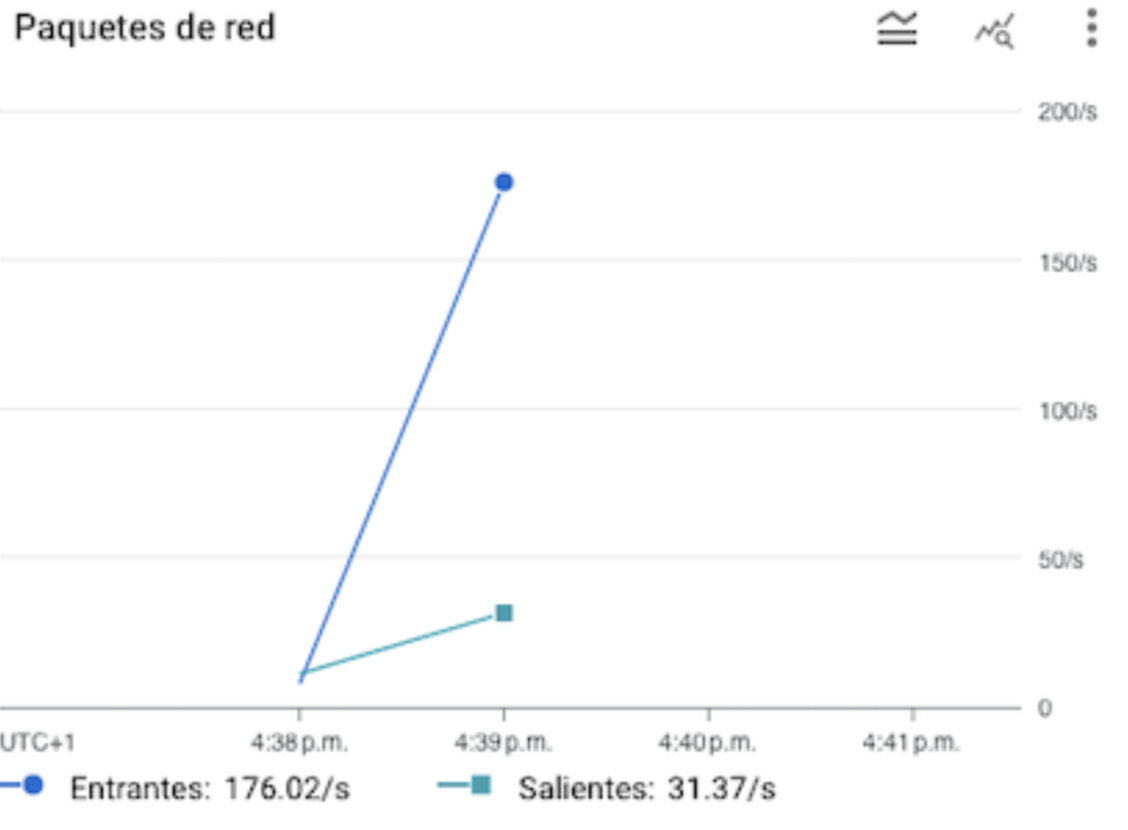 Paquetes de red
200/s
150/s
100/s
50/s
0
UTC+1 4:38 p.m. 4:39 p.m. 4:40 p.m. 4:41 p.m.
Entrantes: 176.02/s Salientes: 31.37/s